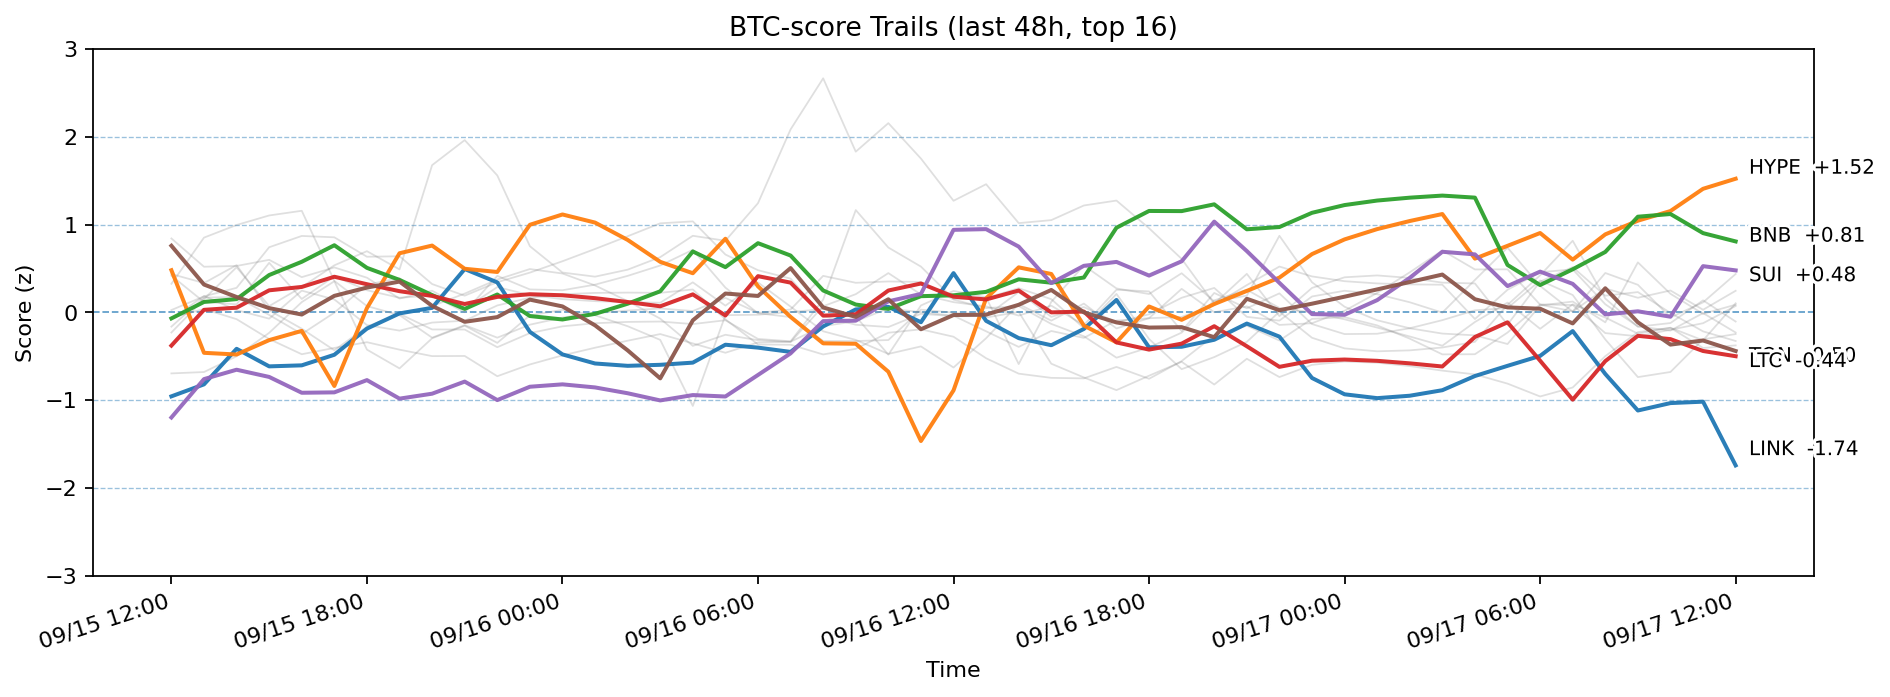 BTC-score Trails (last 48h, top 16)
Score (z)
3
2
1
0
−1
−2
−3
HYPE +1.52
BNB +0.81
SUI +0.48
LTC -0.44
LINK -1.74
09/15 12:00
09/15 18:00
09/16 00:00
09/16 06:00
09/16 12:00
09/16 18:00
09/17 00:00
09/17 06:00
09/17 12:00
Time